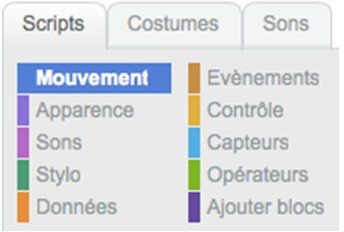 Scripts Costumes Sons
Mouvement Evènements
Apparence Contrôle
Sons Capteurs
Stylo Opérateurs
Données Ajouter blocs